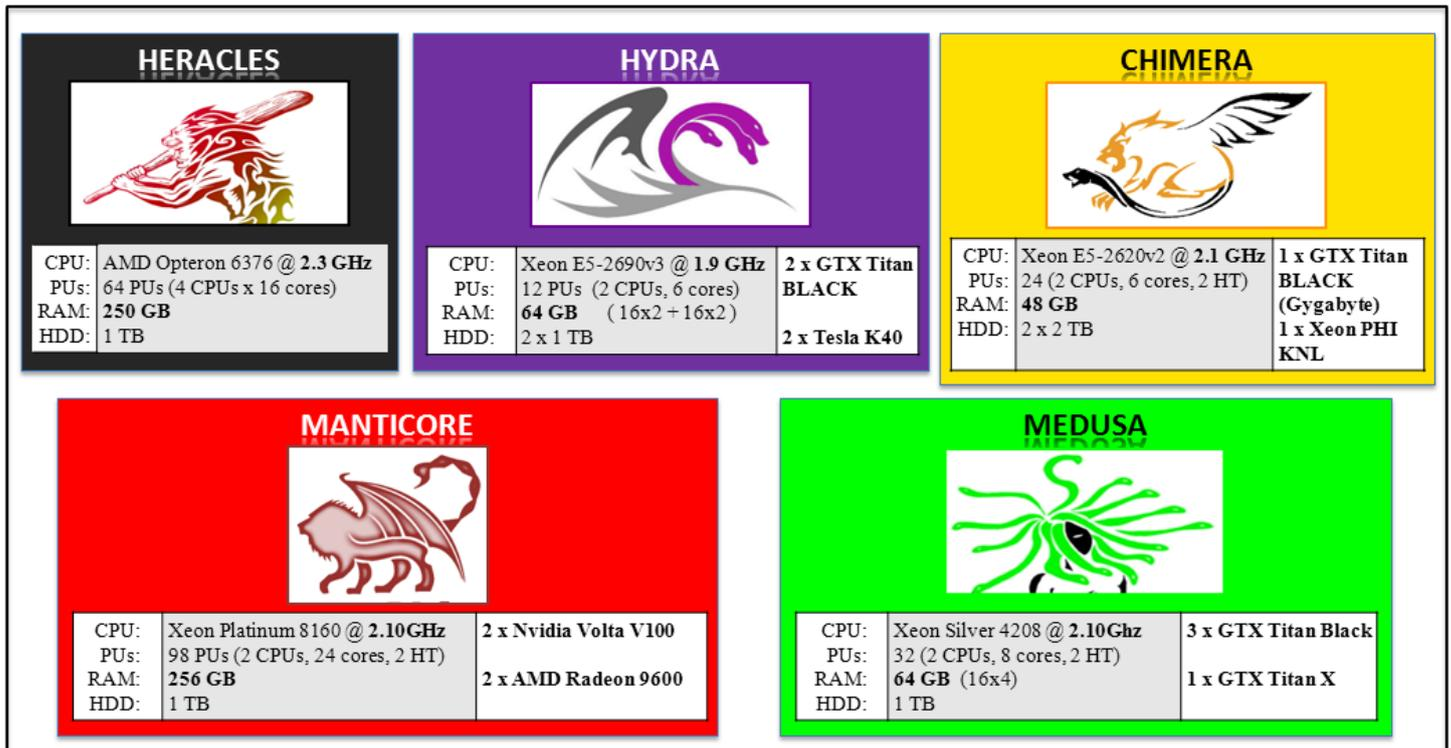 HERACLES
CPU: AMD Opteron 6376 @ 2.3 GHz
PUs: 64 PUs (4 CPUs x 16 cores)
RAM: 250 GB
HDD: 1 TB
HYDRA
CPU: Xeon E5-2690v3 @ 1.9 GHz
PUs: 12 PUs (2 CPUs, 6 cores)
RAM: 64 GB (16x2 + 16x2)
HDD: 2 x 1 TB
2 x GTX Titan
BLACK
2 x Tesla K40
CHIMERA
CPU: Xeon E5-2620v2 @ 2.1 GHz
PUs: 24 (2 CPUs, 6 cores, 2 HT)
RAM: 48 GB
HDD: 2 x 2 TB
1 x GTX Titan
BLACK
(Gygabyte)
1 x Xeon PHI
KNL
MANTICORE
CPU: Xeon Platinum 8160 @ 2.10GHz
PUs: 98 PUs (2 CPUs, 24 cores, 2 HT)
RAM: 256 GB
HDD: 1 TB
2 x Nvidia Volta V100
2 x AMD Radeon 9600
MEDUSA
CPU: Xeon Silver 4208 @ 2.10Ghz
PUs: 32 (2 CPUs, 8 cores, 2 HT)
RAM: 64 GB (16x4)
HDD: 1 TB
3 x GTX Titan Black
1 x GTX Titan X